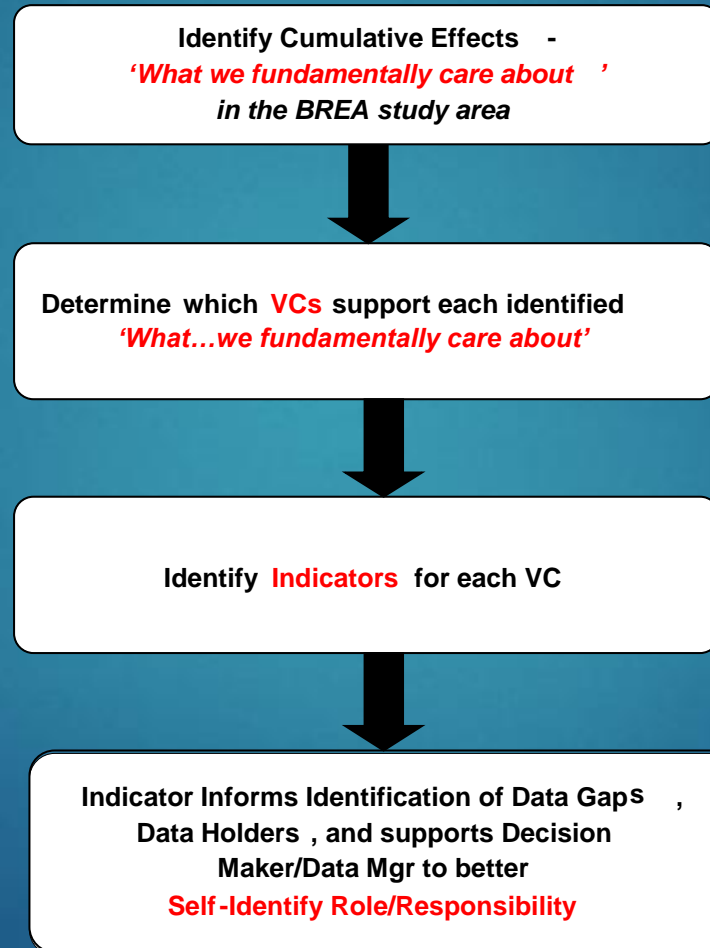 Identify Cumulative Effects -
‘What we fundamentally care about ’
in the BREA study area
Determine which VCs support each identified
‘What…we fundamentally care about’
Identify Indicators for each VC
Indicator Informs Identification of Data Gaps ,
Data Holders , and supports Decision
Maker/Data Mgr to better
Self-Identify Role/Responsibility